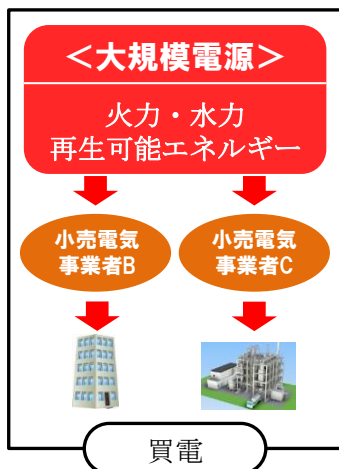 ＜大規模電源＞
火力・水力
再生可能エネルギー
小売電気
事業者B
小売電気
事業者C
買電